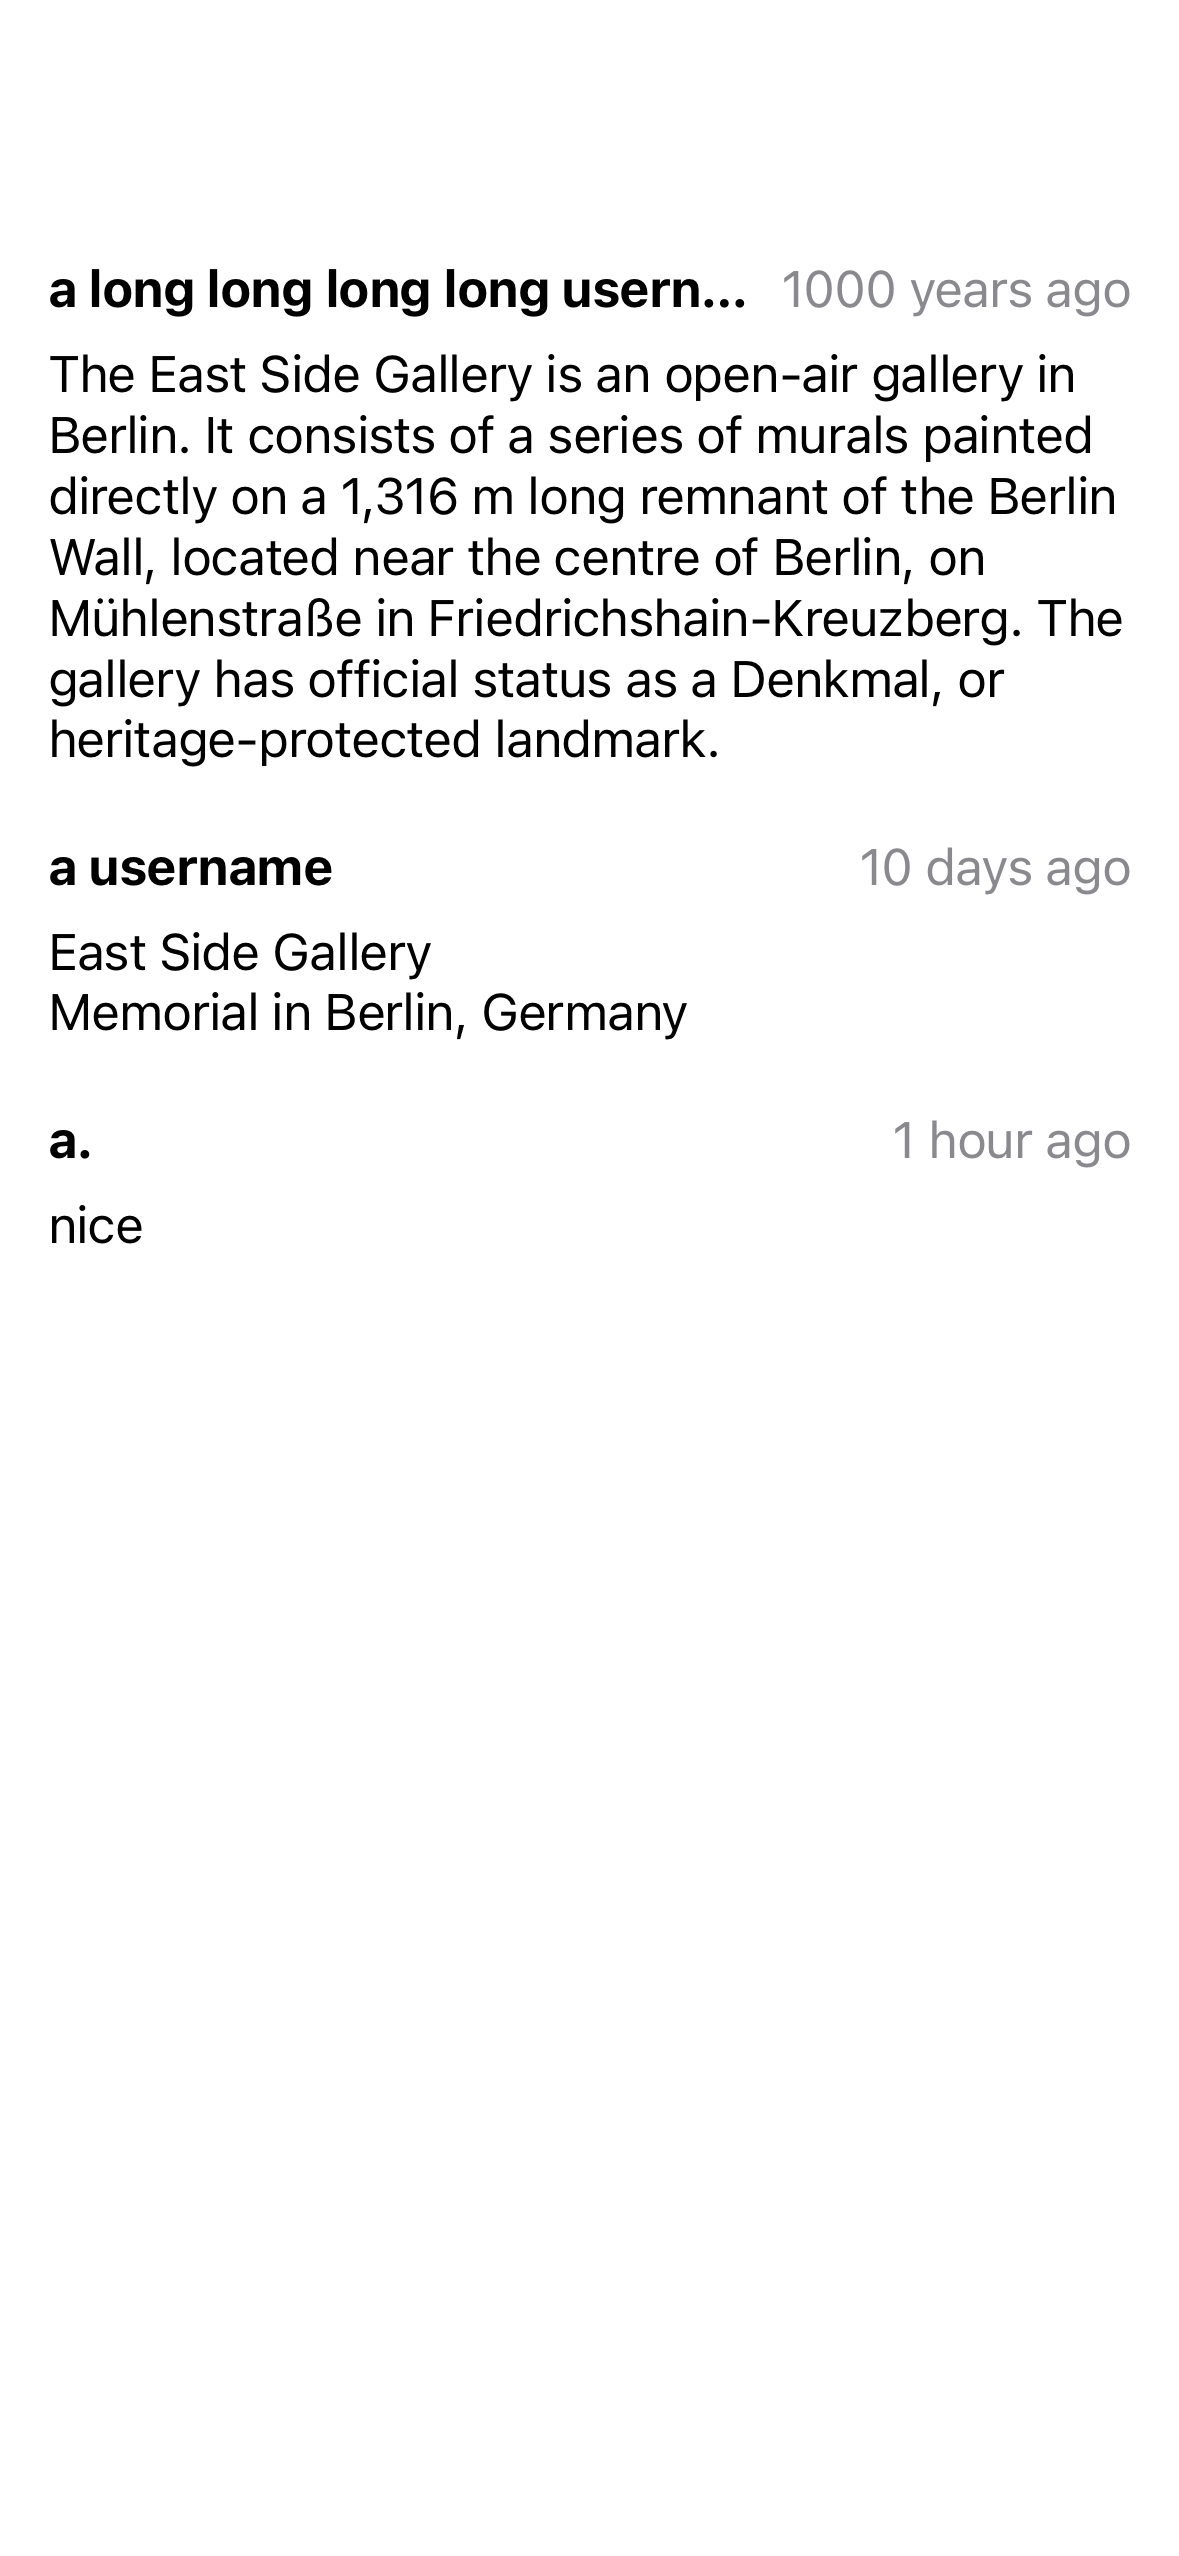 a long long long long usern... 1000 years ago
The East Side Gallery is an open-air gallery in
Berlin. It consists of a series of murals painted
directly on a 1,316 m long remnant of the Berlin
Wall, located near the centre of Berlin, on
Mühlenstraße in Friedrichshain-Kreuzberg. The
gallery has official status as a Denkmal, or
heritage-protected landmark.
a username 10 days ago
East Side Gallery
Memorial in Berlin, Germany
a. 1 hour ago
nice